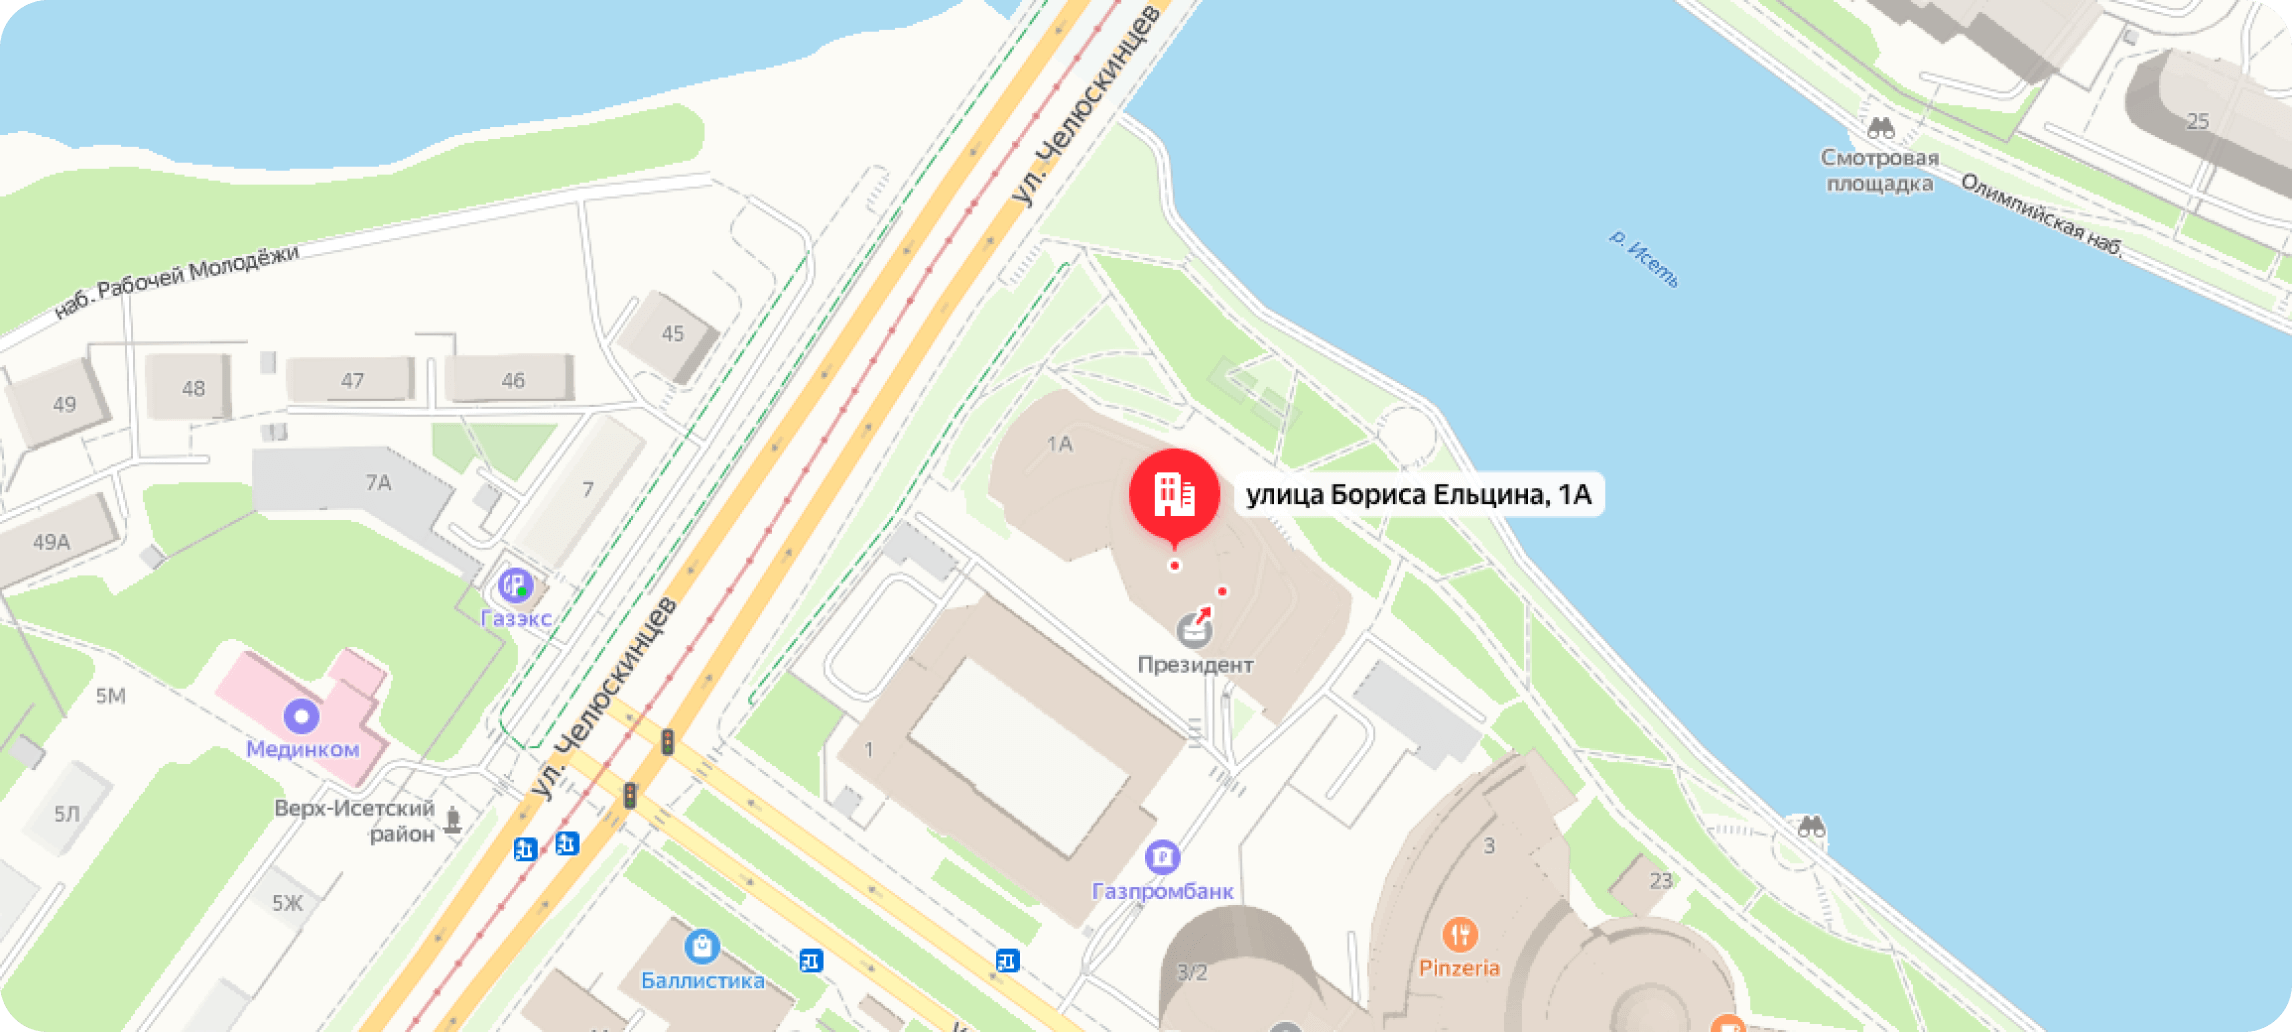 ул. Челюскинцев
ул. Челюскинцев
25
Смотровая
площадка
Олимпийская наб.
р. Исеть
наб. Рабочей Молодёжи
45
49
48
47
46
1А
7А
7
улица Бориса Ельцина, 1А
49А
Газэкс
ул. Челюскинцев
Президент
5М
Мединком
1
5Л
Верх-Исетский
район
3
23
5Ж
Газпромбанк
Pinzeria
3/2
Баллистика